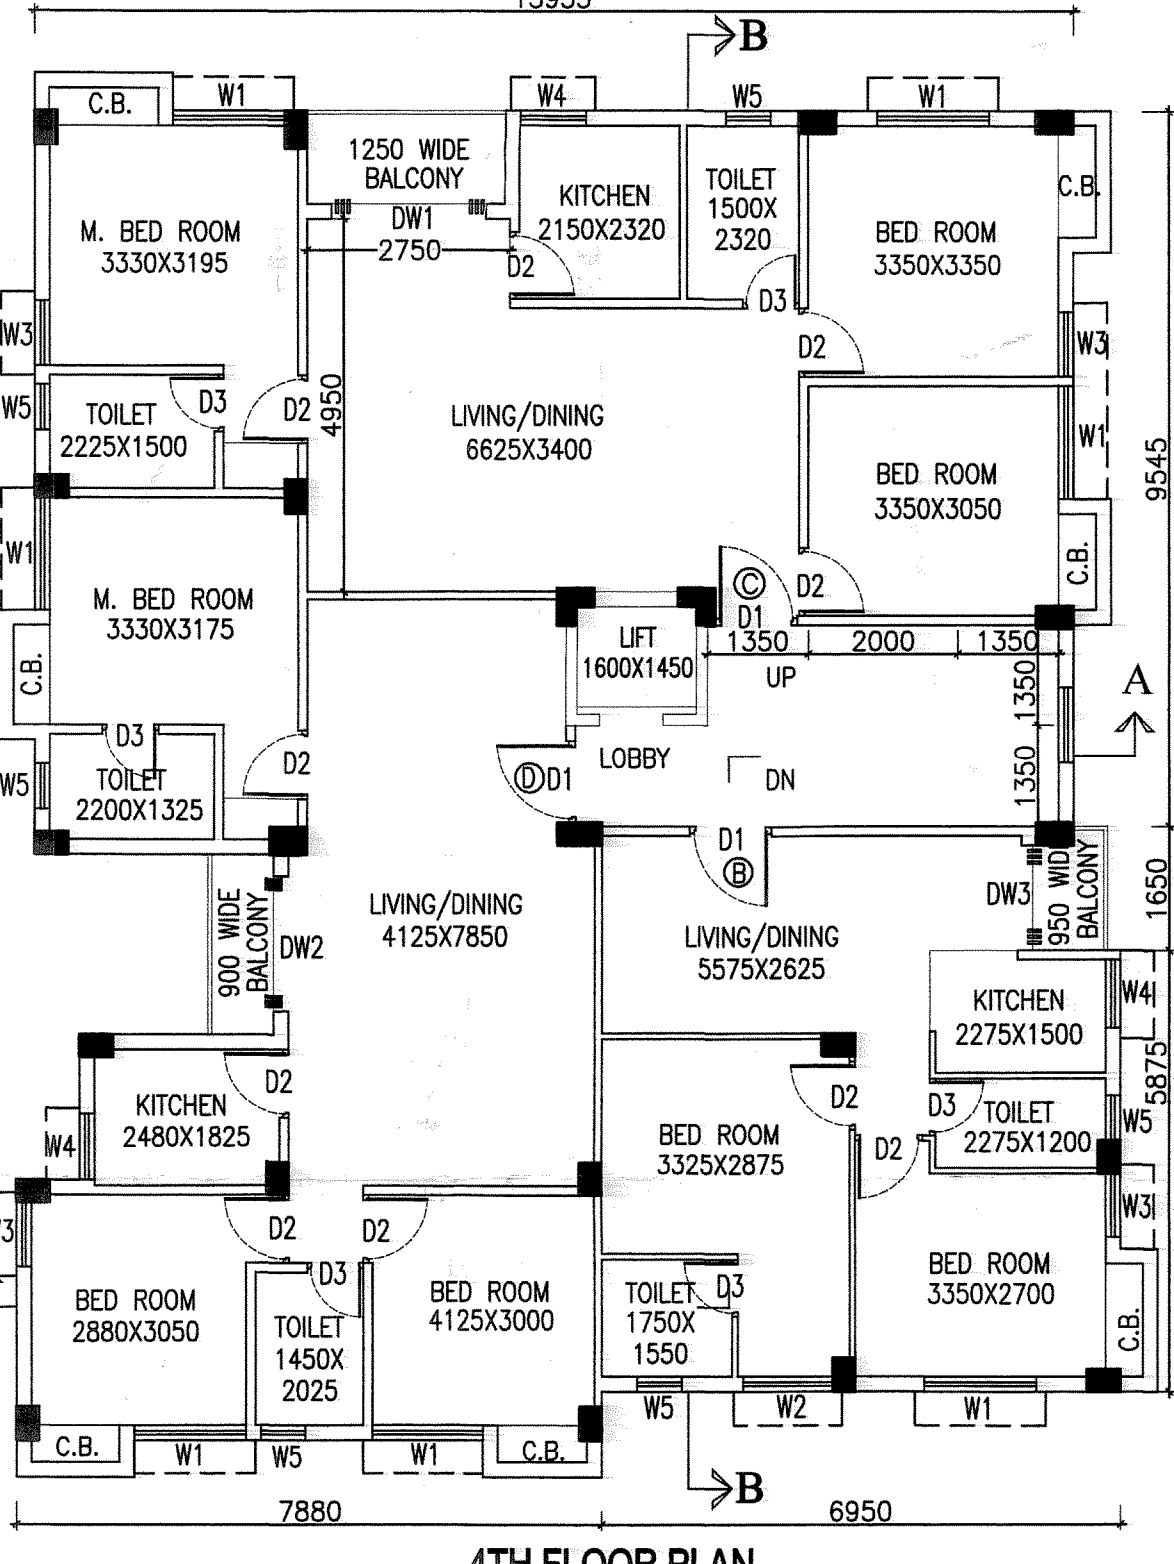 B
C.B.
W1
W4
W5
W1
1250 WIDE
BALCONY
KITCHEN
2150X2320
TOILET
1500X
2320
C.B.
M. BED ROOM
3330X3195
DW1
2750
D2
BED ROOM
3350X3350
D3
W3
D2
W3
W5
TOILET
2225X1500
D3
D2
4950
LIVING/DINING
6625X3400
W1
9545
BED ROOM
3350X3050
W1
M. BED ROOM
3330X3175
C
D1
D2
C.B.
C.B.
LIFT
1600X1450
1350
2000
1350
UP
1350
A
D3
D2
LOBBY
D
D1
DN
1350
W5
TOILET
2200X1325
D1
B
900 WIDE
BALCONY
DW2
LIVING/DINING
4125X7850
LIVING/DINING
5575X2625
DW3
950 WID
BALCONY
1650
KITCHEN
2275X1500
W4
5875
KITCHEN
2480X1825
D2
W4
D2
D3
TOILET
2275X1200
W5
BED ROOM
3325X2875
D2
W3
D2
D2
D3
BED ROOM
2880X3050
TOILET
1450X
2025
BED ROOM
4125X3000
TOILET
1750X
1550
D3
BED ROOM
3350X2700
C.B.
W5
W2
W1
C.B.
W1
W5
W1
C.B.
B
7880
6950
4TH FLOOR PLAN